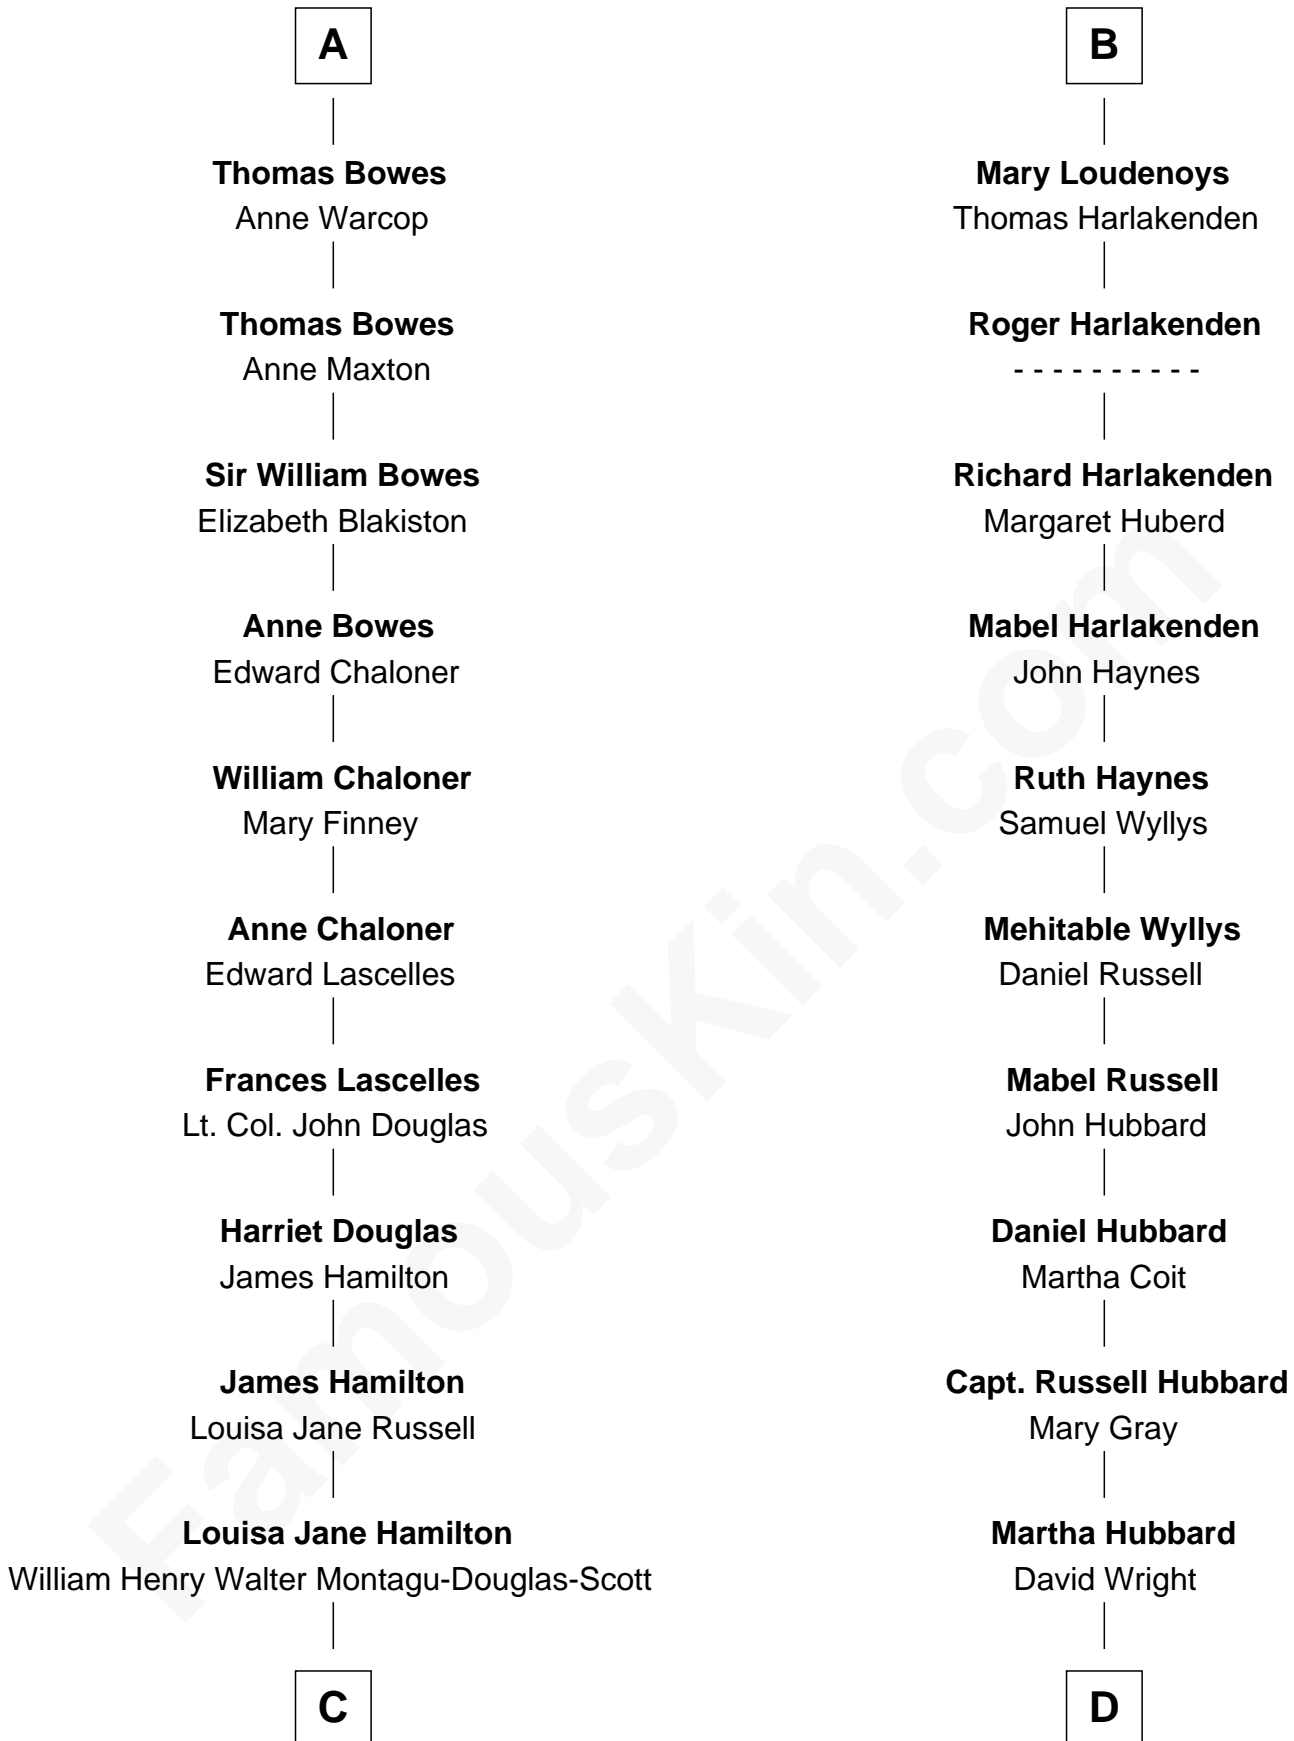 A
Thomas Bowes
Anne Warcop
Thomas Bowes
Anne Maxton
Sir William Bowes
Elizabeth Blakiston
Anne Bowes
Edward Chaloner
William Chaloner
Mary Finney
Anne Chaloner
Edward Lascelles
Frances Lascelles
Lt. Col. John Douglas
Harriet Douglas
James Hamilton
James Hamilton
Louisa Jane Russell
Louisa Jane Hamilton
William Henry Walter Montagu-Douglas-Scott
C
B
Mary Loudenoys
Thomas Harlakenden
Roger Harlakenden
- - - - - - - - - -
Richard Harlakenden
Margaret Huberd
Mabel Harlakenden
John Haynes
Ruth Haynes
Samuel Wyllys
Mehitable Wyllys
Daniel Russell
Mabel Russell
John Hubbard
Daniel Hubbard
Martha Coit
Capt. Russell Hubbard
Mary Gray
Martha Hubbard
David Wright
D
FamousKin.com